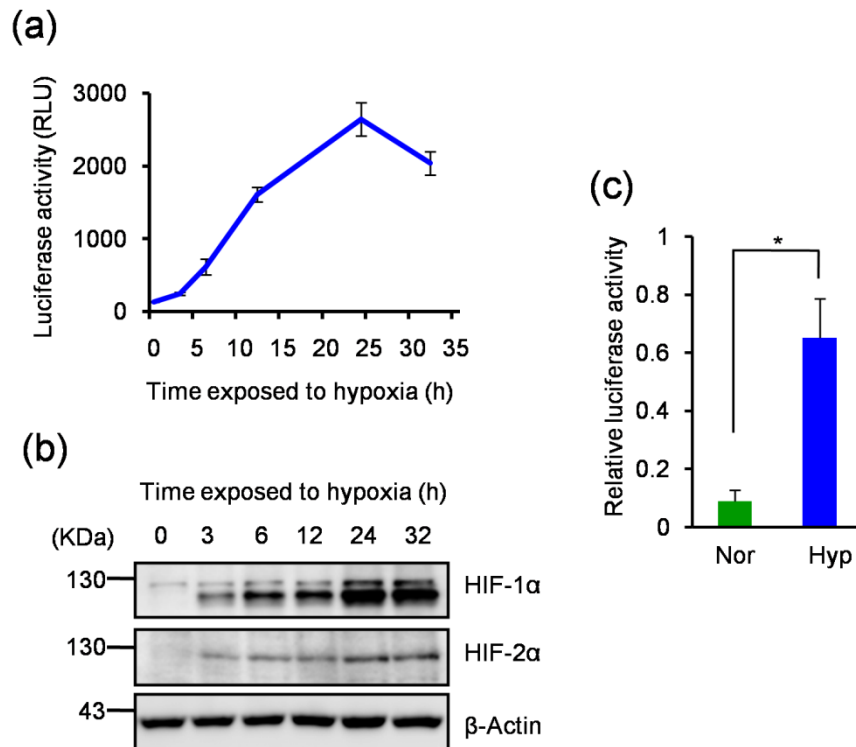 (a)
Luciferase activity (RLU)
3000
2000
1000
0
0 5 10 15 20 25 30 35
Time exposed to hypoxia (h)
(b)
Time exposed to hypoxia (h)
(KDa) 0 3 6 12 24 32
130 HIF-1α
130 HIF-2α
43 β-Actin
(c)
Relative luciferase activity
1
0.8
0.6
0.4
0.2
0
*
Nor Hyp